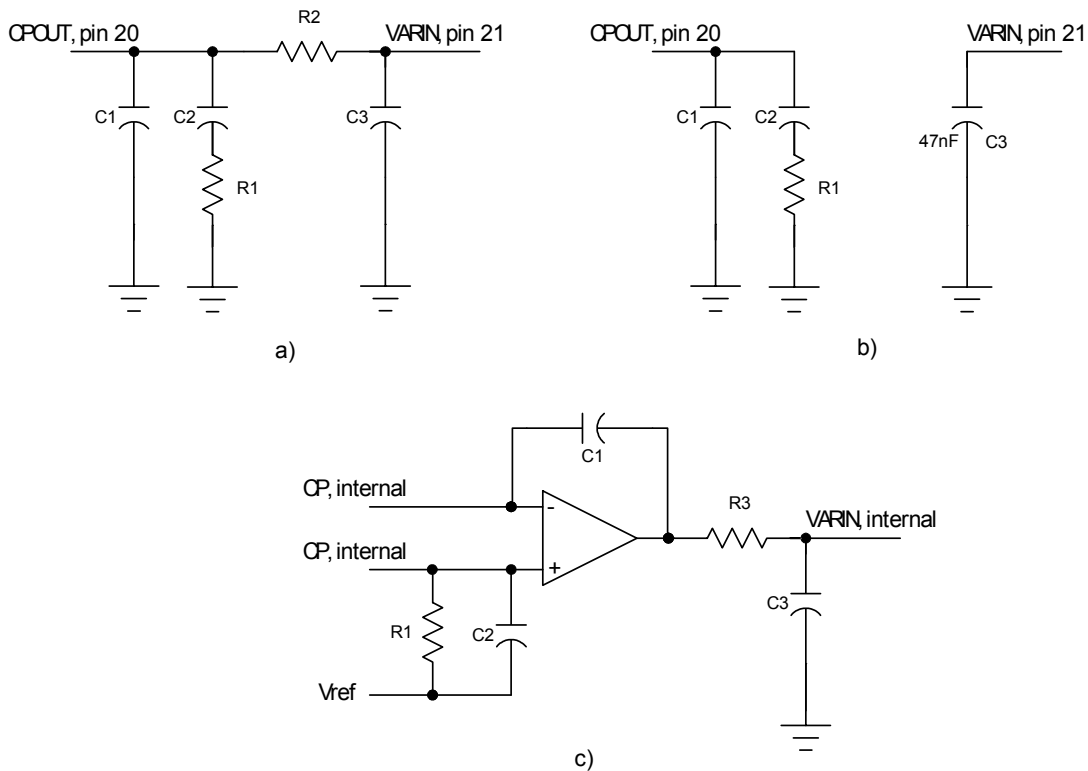 R2
CPOUT, pin 20
VARIN, pin 21
C1
C2
C3
R1
a)
CPOUT, pin 20
VARIN, pin 21
C1
C2
47nF
C3
R1
b)
C1
CP, internal
R3
VARIN, internal
-
CP, internal
+
C3
R1
C2
Vref
c)